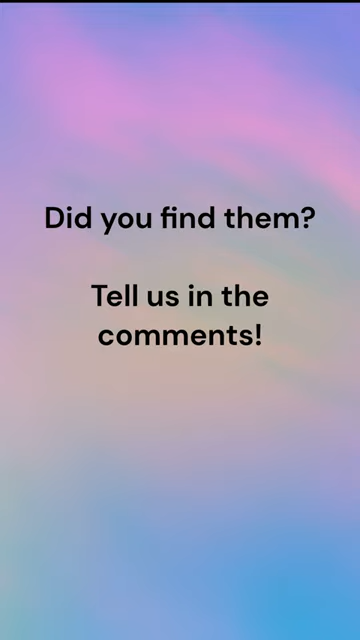 Did you find them?
Tell us in the
comments!